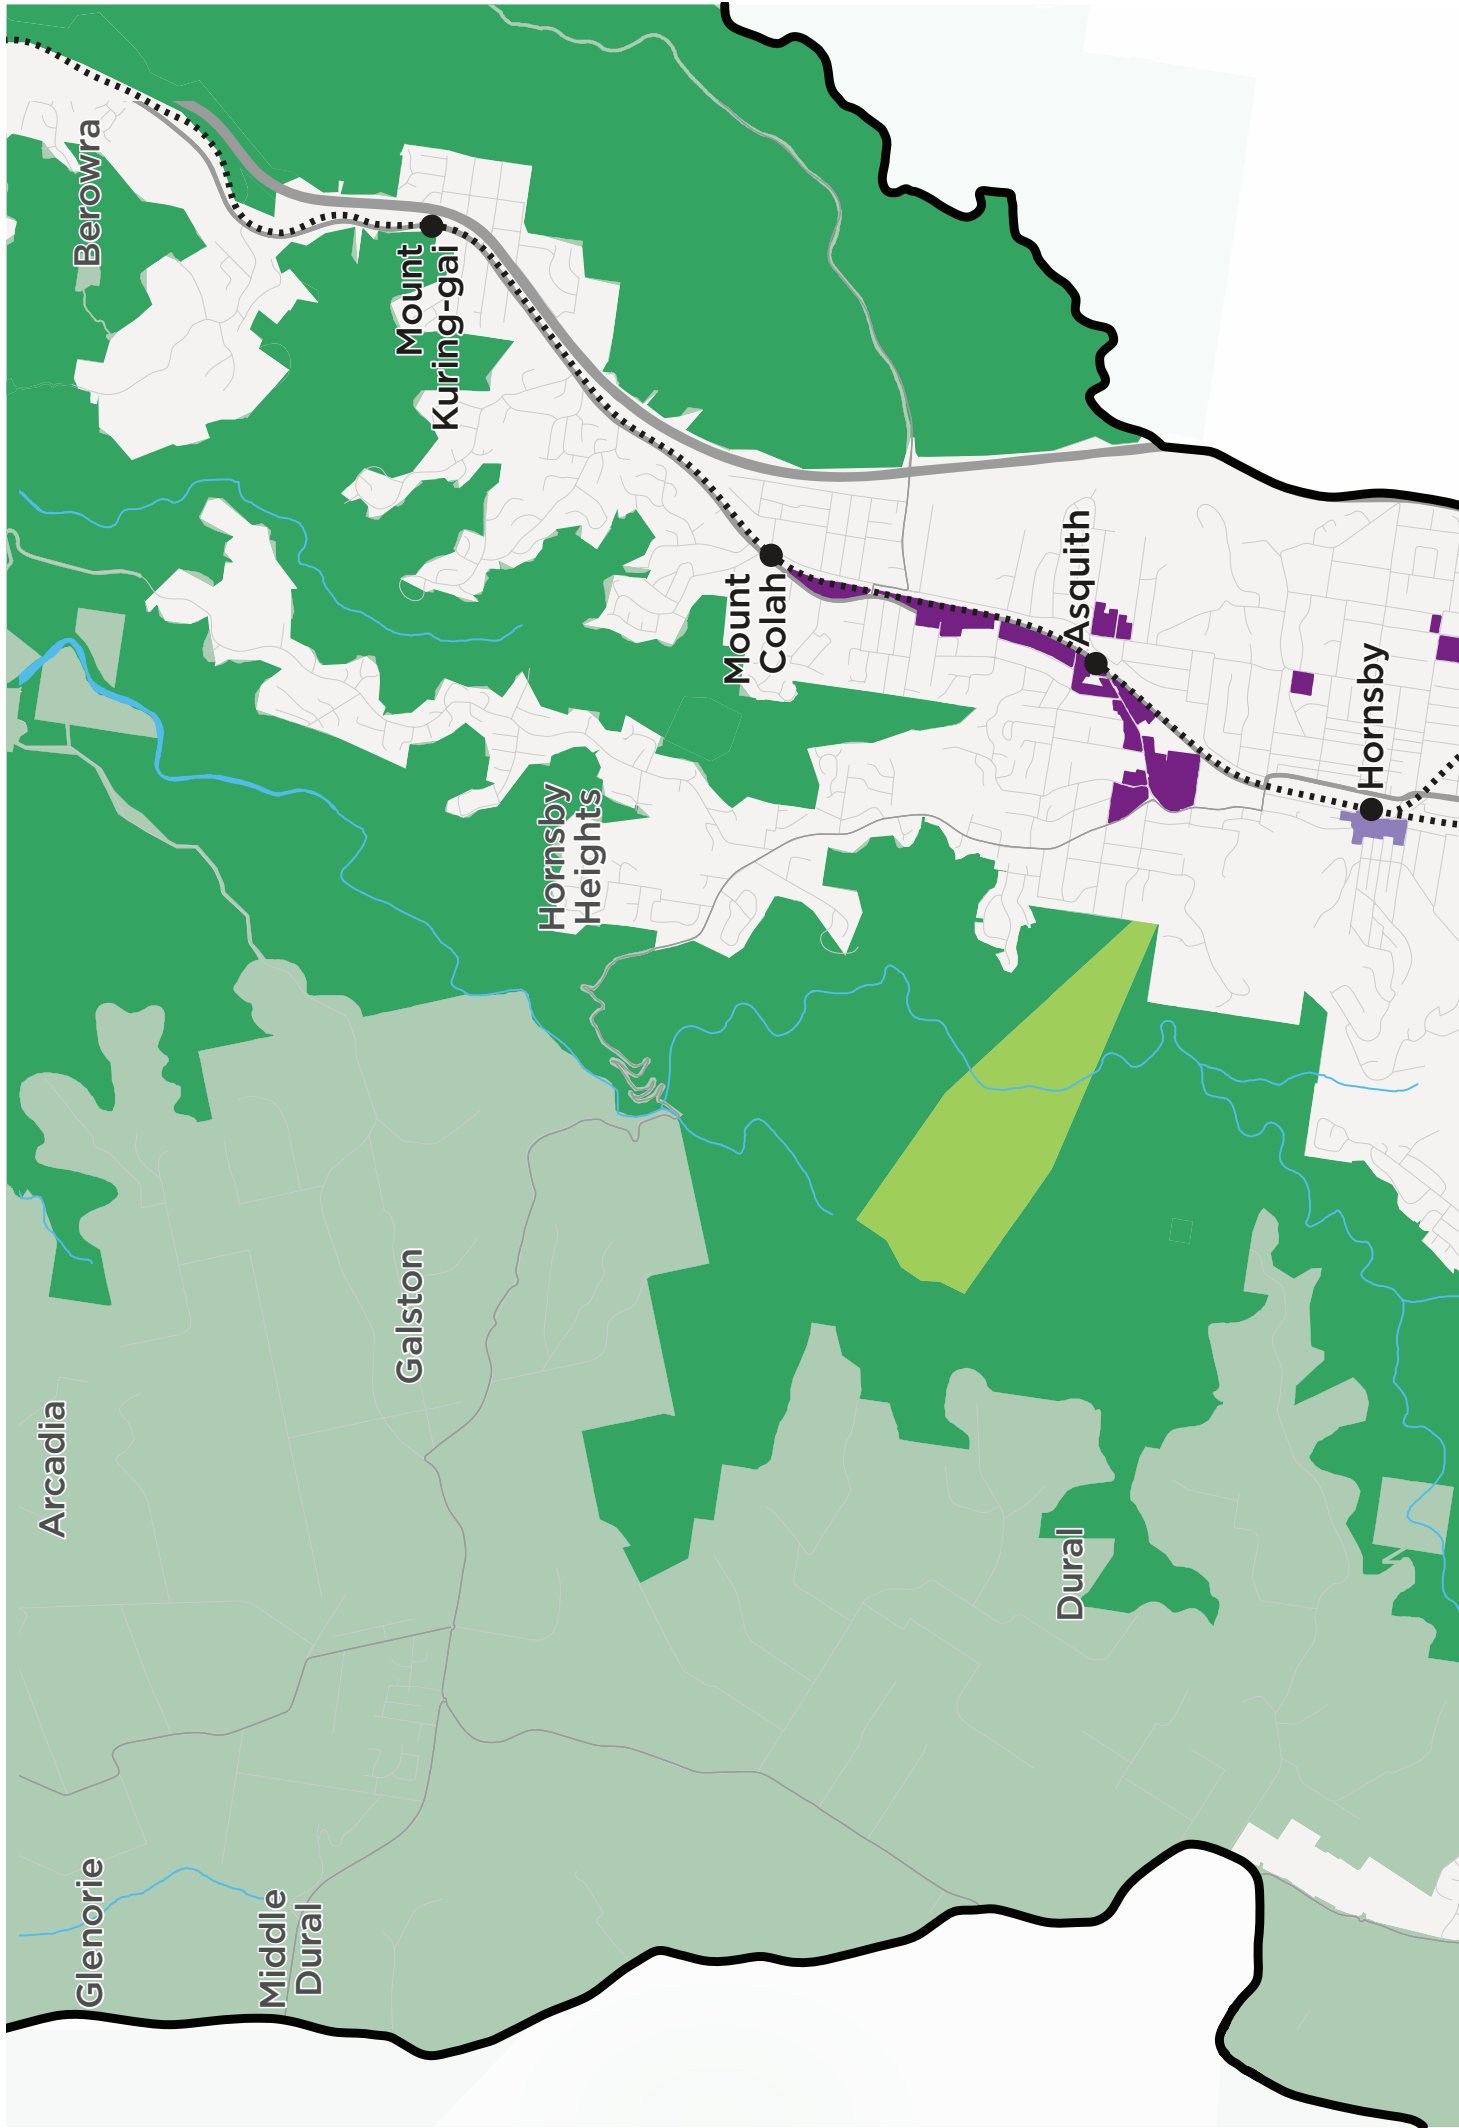 Glenorie
Middle
Dural
Arcadia
Galston
Dural
Hornsby
Heights
Berowra
Mount
Kuring-gai
Mount
Colah
Asquith
Hornsby